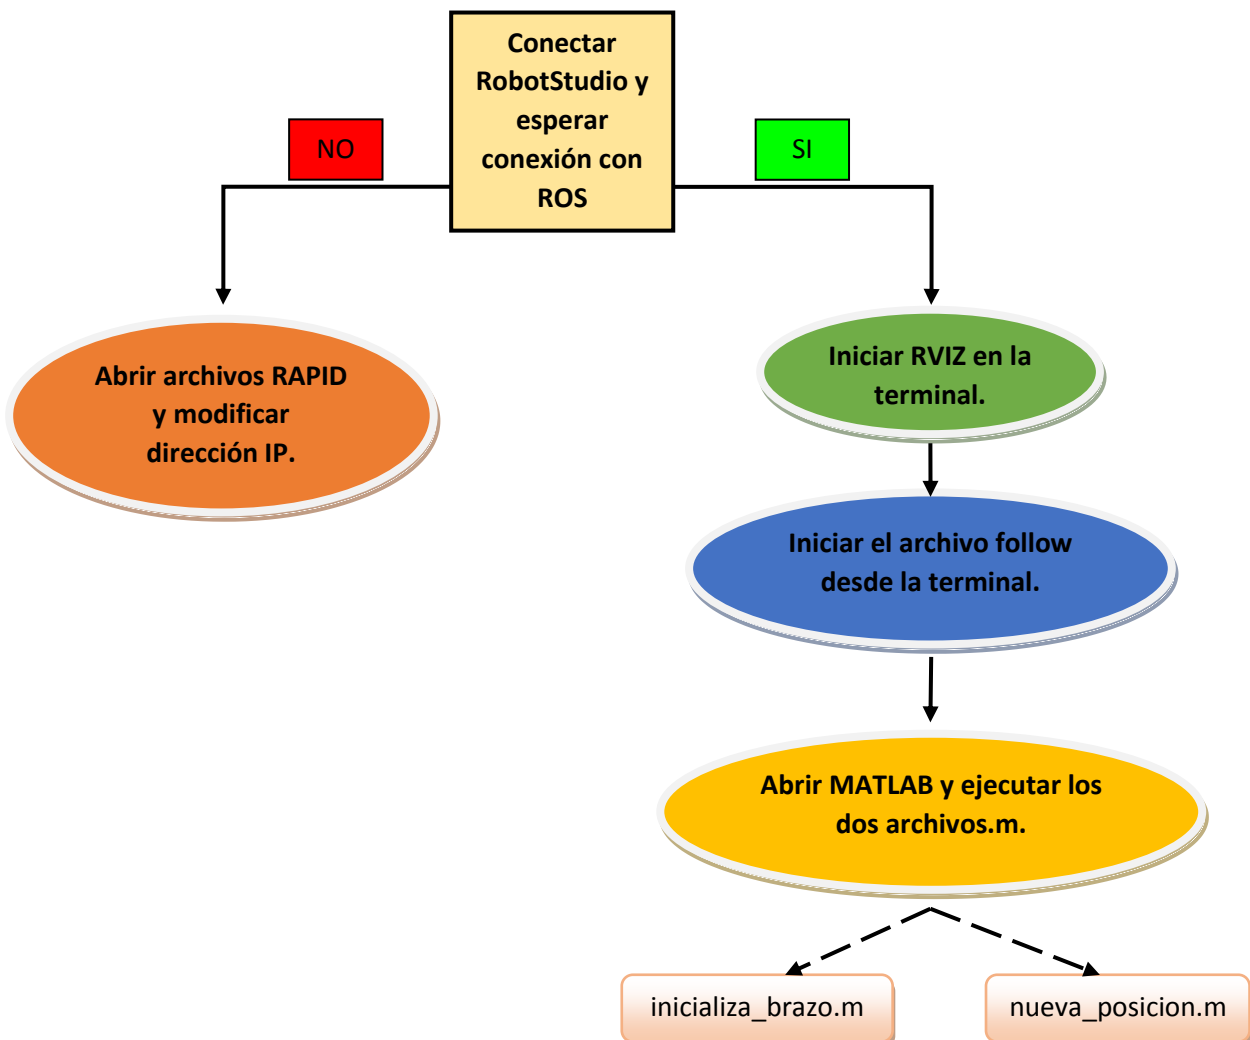 Conectar
RobotStudio y
esperar
conexión con
ROS
NO
SI
Abrir archivos RAPID
y modificar
dirección IP.
Iniciar RVIZ en la
terminal.
Iniciar el archivo follow
desde la terminal.
Abrir MATLAB y ejecutar los
dos archivos.m.
inicializa_brazo.m
nueva_posicion.m